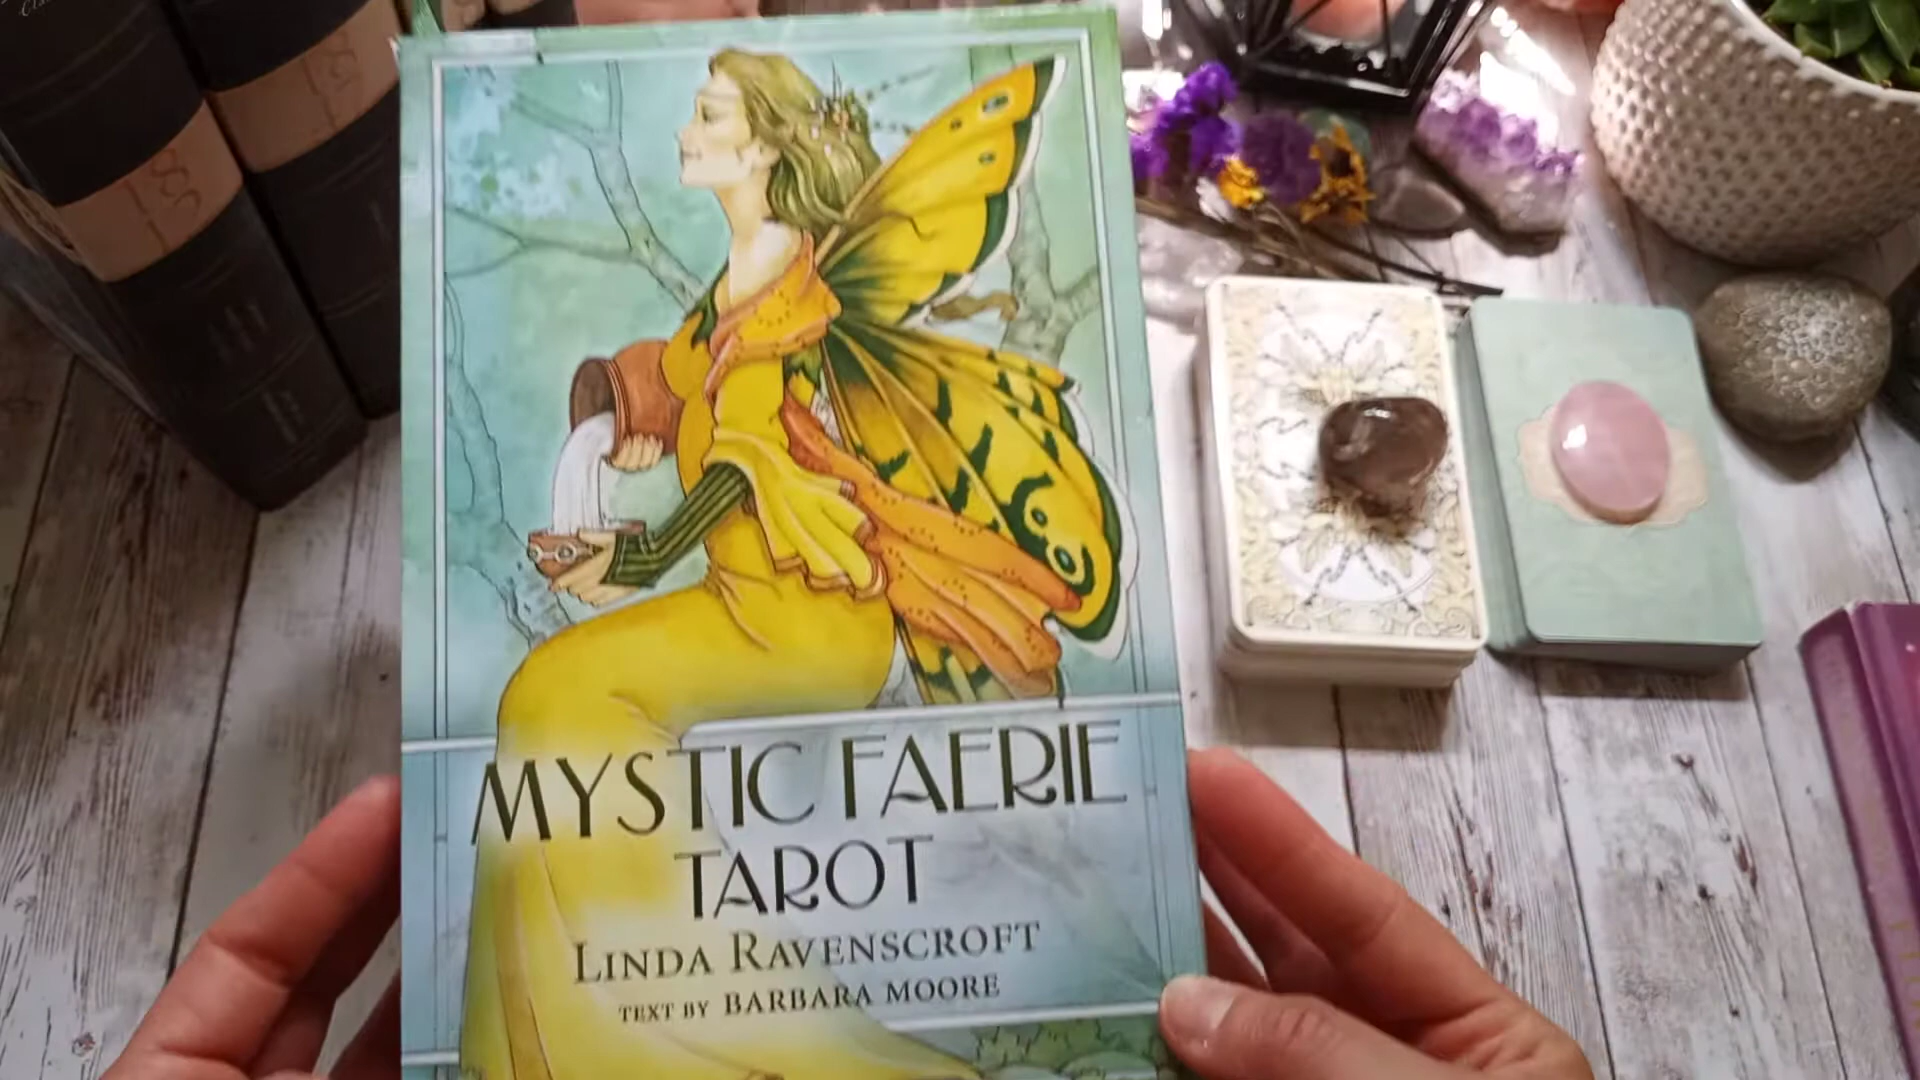 MYSTIC FAERIE
TAROT
LINDA RAVENSCROFT
TEXT BY BARBARA MOORE